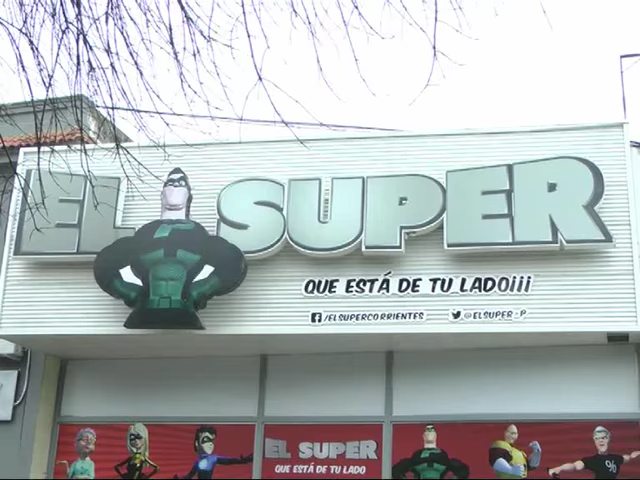 EL SUPER
QUE ESTÁ DE TU LADO¡¡¡
/ELSUPERCORRIENTES @ELSUPER_P
EL SUPER
QUE ESTÁ DE TU LADO
%